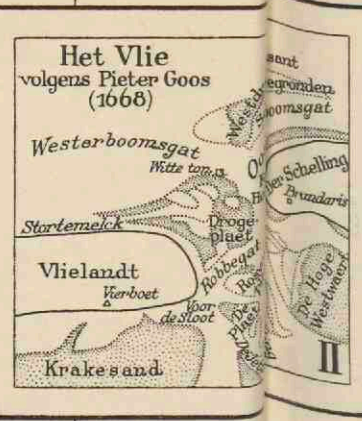 Het Vlie
volgens Pieter Goos
(1668)
sant
egronden
boomsgat
Westerboomsgat
Witte ton
Schelling
Brandaris
Stortemelck
Droge
plaet
Robbegat
Vlielandt
Vierboet
Voor
de Sloot
De Hoge
Westwaert
Krakesand
II